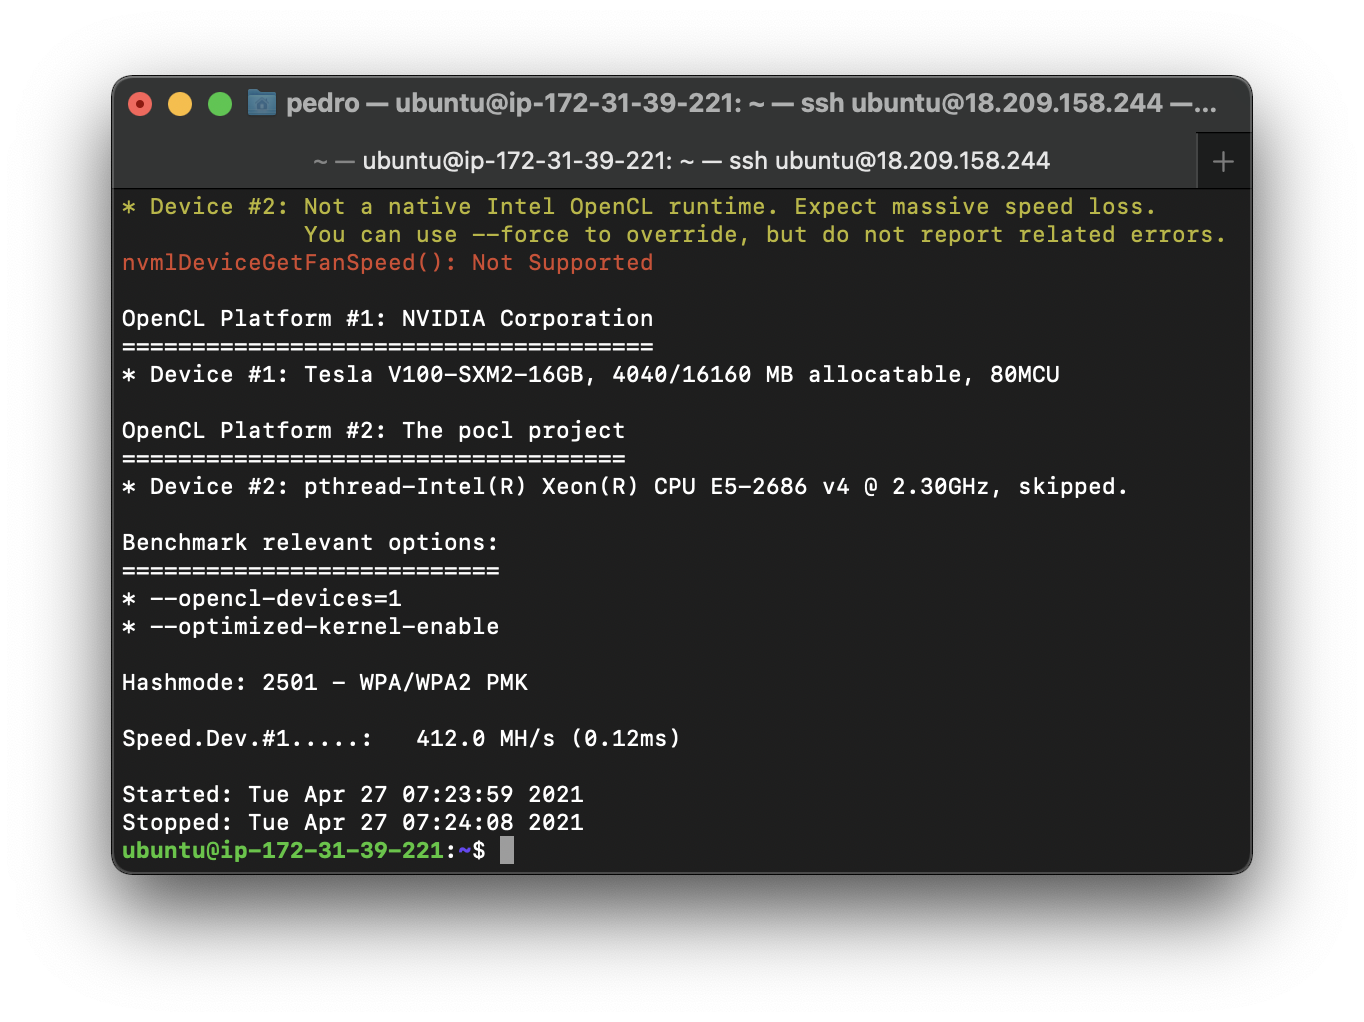 pedro — ubuntu@ip-172-31-39-221: ~ — ssh ubuntu@18.209.158.244 —...
~ — ubuntu@ip-172-31-39-221: ~ — ssh ubuntu@18.209.158.244
* Device #2: Not a native Intel OpenCL runtime. Expect massive speed loss.
             You can use --force to override, but do not report related errors.
nvmlDeviceGetFanSpeed(): Not Supported

OpenCL Platform #1: NVIDIA Corporation
======================================
* Device #1: Tesla V100-SXM2-16GB, 4040/16160 MB allocatable, 80MCU

OpenCL Platform #2: The pocl project
====================================
* Device #2: pthread-Intel(R) Xeon(R) CPU E5-2686 v4 @ 2.30GHz, skipped.

Benchmark relevant options:
===========================
* --opencl-devices=1
* --optimized-kernel-enable

Hashmode: 2501 - WPA/WPA2 PMK

Speed.Dev.#1.....:   412.0 MH/s (0.12ms)

Started: Tue Apr 27 07:23:59 2021
Stopped: Tue Apr 27 07:24:08 2021
ubuntu@ip-172-31-39-221:~$